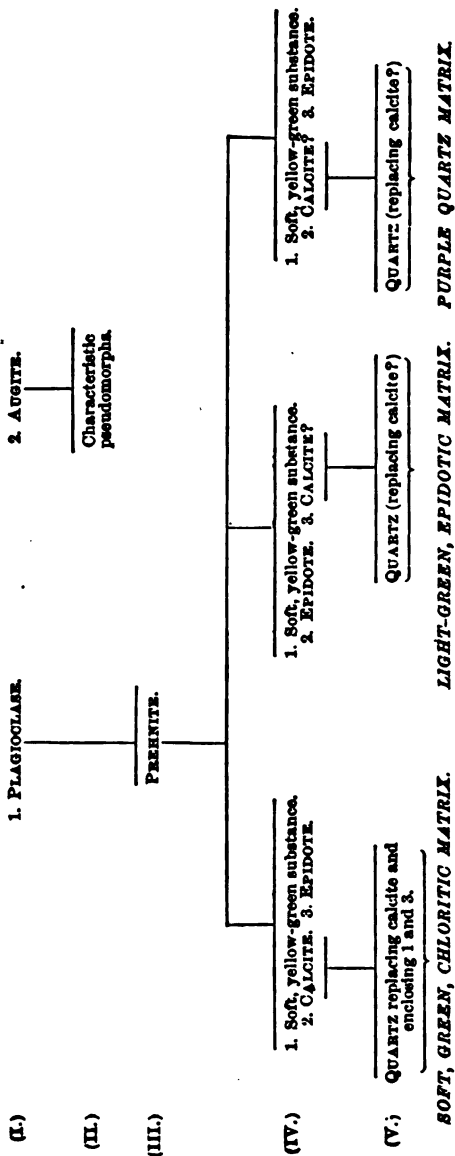 (I.) 1. PLAGIOCLASE. 2. AUGITE.
(II.) Characteristic
pseudomorphs.
(III.) PREHNITE.
(IV.) 1. Soft, yellow-green substance.
2. CALCITE. 3. EPIDOTE.
1. Soft, yellow-green substance.
2. EPIDOTE. 3. CALCITE?
1. Soft, yellow-green substance.
2. CALCITE? 3. EPIDOTE.
(V.) QUARTZ replacing calcite and
enclosing 1 and 3.
QUARTZ (replacing calcite?)
QUARTZ (replacing calcite?)
SOFT, GREEN, CHLORITIC MATRIX.
LIGHT-GREEN, EPIDOTIC MATRIX.
PURPLE QUARTZ MATRIX.